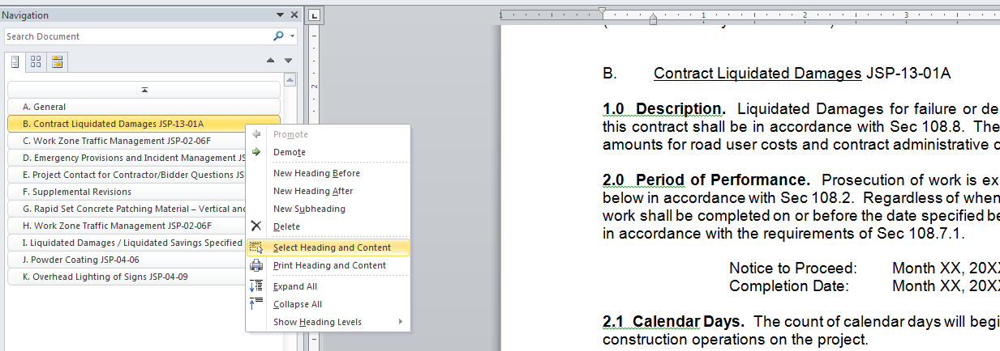 Navigation
Search Document
A. General
B. Contract Liquidated Damages JSP-13-01A
C. Work Zone Traffic Management JSP-02-06F
D. Emergency Provisions and Incident Management JS
E. Project Contact for Contractor/Bidder Questions JS
F. Supplemental Revisions
G. Rapid Set Concrete Patching Material – Vertical and
H. Work Zone Traffic Management JSP-02-06F
I. Liquidated Damages / Liquidated Savings Specified
J. Powder Coating JSP-04-06
K. Overhead Lighting of Signs JSP-04-09
Promote
Demote
New Heading Before
New Heading After
New Subheading
Delete
Select Heading and Content
Print Heading and Content
Expand All
Collapse All
Show Heading Levels
2
1 1 2 3
B. Contract Liquidated Damages JSP-13-01A
1.0 Description. Liquidated Damages for failure or de
this contract shall be in accordance with Sec 108.8. The
amounts for road user costs and contract administrative c
2.0 Period of Performance. Prosecution of work is ex
below in accordance with Sec 108.2. Regardless of when
work shall be completed on or before the date specified be
in accordance with the requirements of Sec 108.7.1.
Notice to Proceed: Month XX, 20XX
Completion Date: Month XX, 20XX
2.1 Calendar Days. The count of calendar days will begi
construction operations on the project.